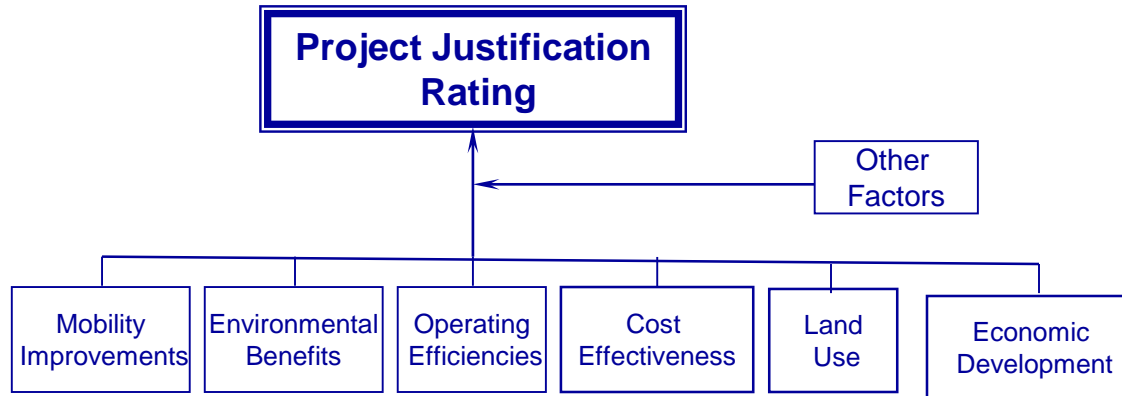 Project Justification
Rating
Other
Factors
Mobility
Improvements
Environmental
Benefits
Operating
Efficiencies
Cost
Effectiveness
Land
Use
Economic
Development